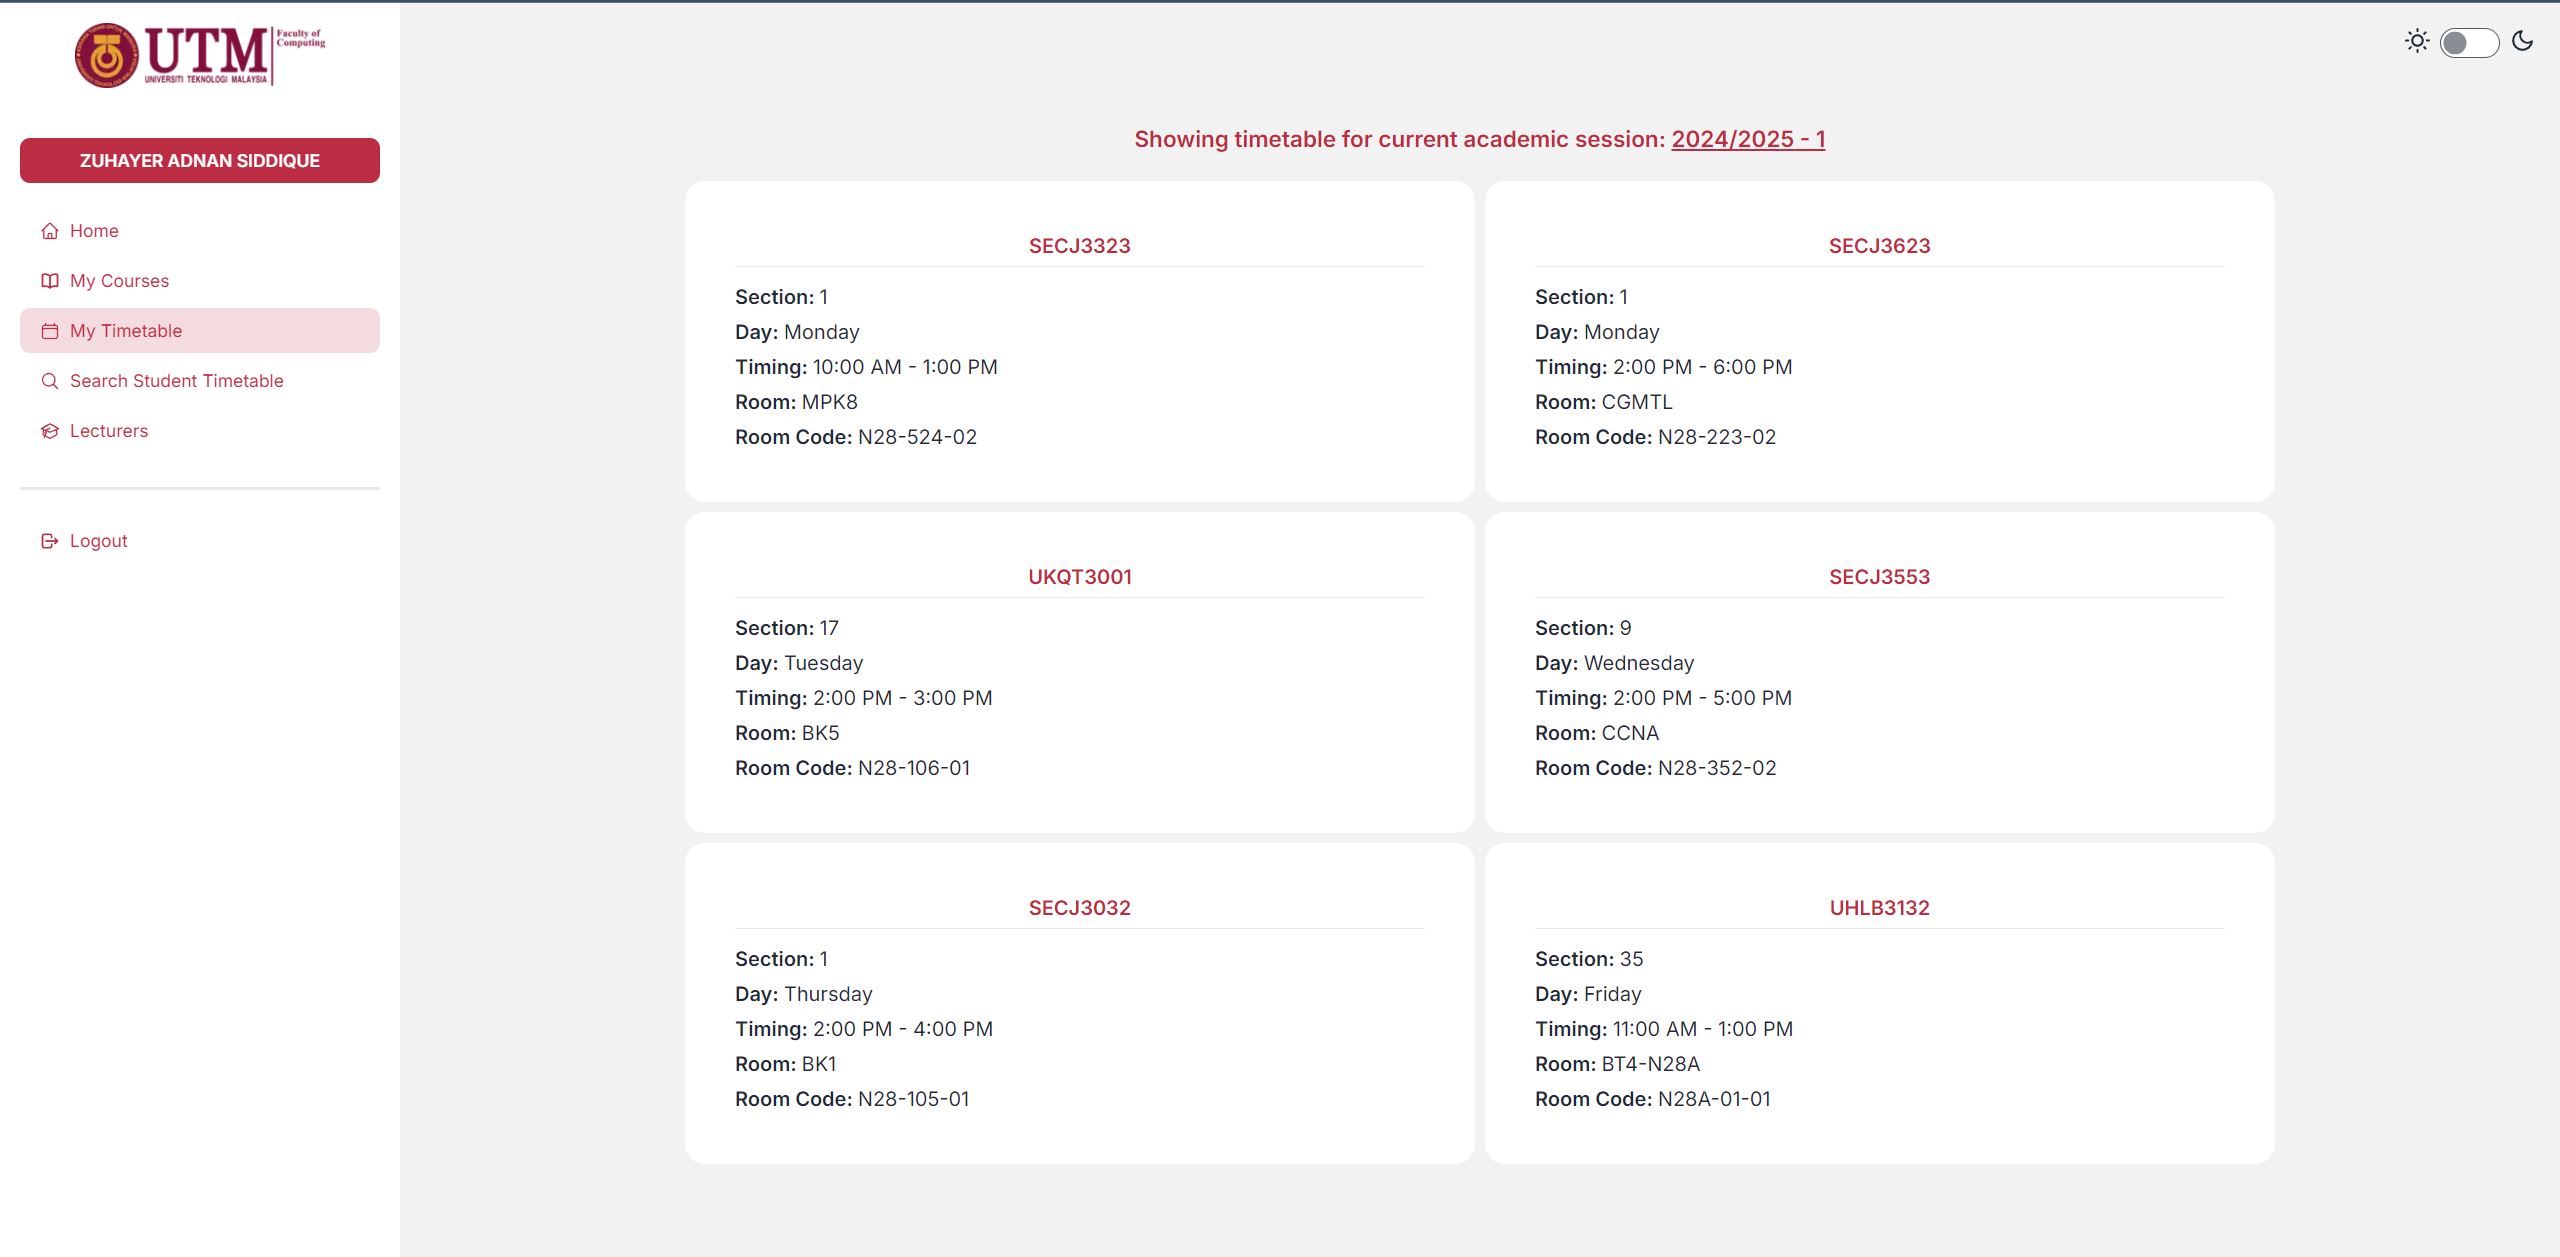 UTM
Faculty of
Computing
UNIVERSITI TEKNOLOGI MALAYSIA
ZUHAYER ADNAN SIDDIQUE
Home
My Courses
My Timetable
Search Student Timetable
Lecturers
Logout
Showing timetable for current academic session: 2024/2025 - 1
SECJ3323
Section: 1
Day: Monday
Timing: 10:00 AM - 1:00 PM
Room: MPK8
Room Code: N28-524-02
SECJ3623
Section: 1
Day: Monday
Timing: 2:00 PM - 6:00 PM
Room: CGMTL
Room Code: N28-223-02
UKQT3001
Section: 17
Day: Tuesday
Timing: 2:00 PM - 3:00 PM
Room: BK5
Room Code: N28-106-01
SECJ3553
Section: 9
Day: Wednesday
Timing: 2:00 PM - 5:00 PM
Room: CCNA
Room Code: N28-352-02
SECJ3032
Section: 1
Day: Thursday
Timing: 2:00 PM - 4:00 PM
Room: BK1
Room Code: N28-105-01
UHLB3132
Section: 35
Day: Friday
Timing: 11:00 AM - 1:00 PM
Room: BT4-N28A
Room Code: N28A-01-01